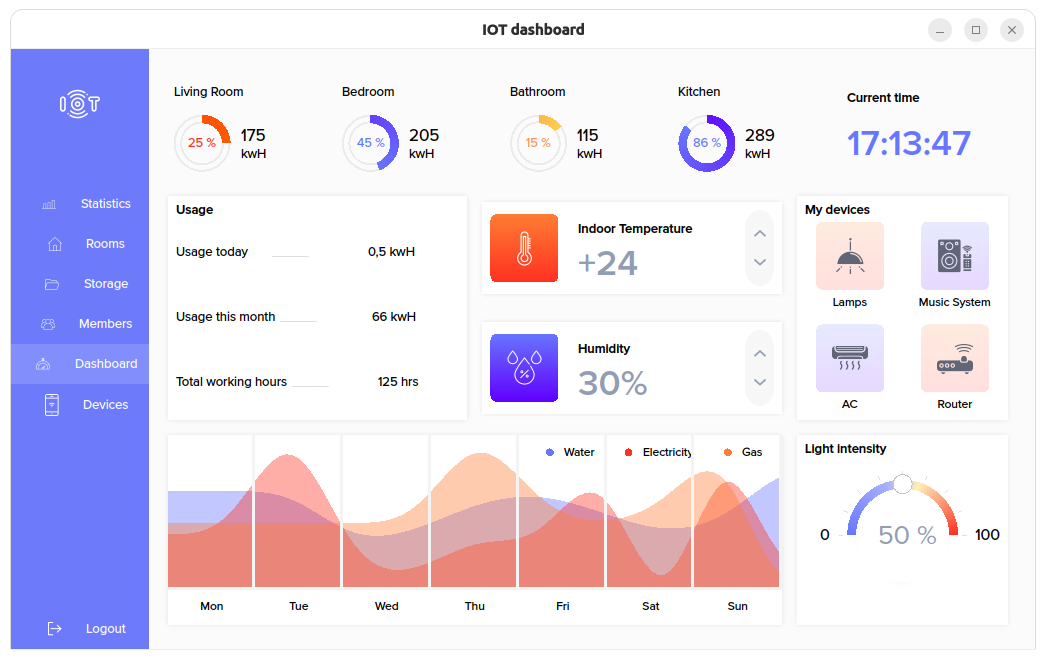 IOT dashboard
IOT
Statistics
Rooms
Storage
Members
Dashboard
Devices
Logout
Living Room
25 %
175
kwH
Bedroom
45 %
205
kwH
Bathroom
15 %
115
kwH
Kitchen
86 %
289
kwH
Current time
17:13:47
Usage
Usage today 0,5 kwH
Usage this month 66 kwH
Total working hours 125 hrs
Indoor Temperature
+24
Humidity
30%
My devices
Lamps
Music System
AC
Router
Water Electricity Gas
Mon Tue Wed Thu Fri Sat Sun
Light intensity
0 50 % 100